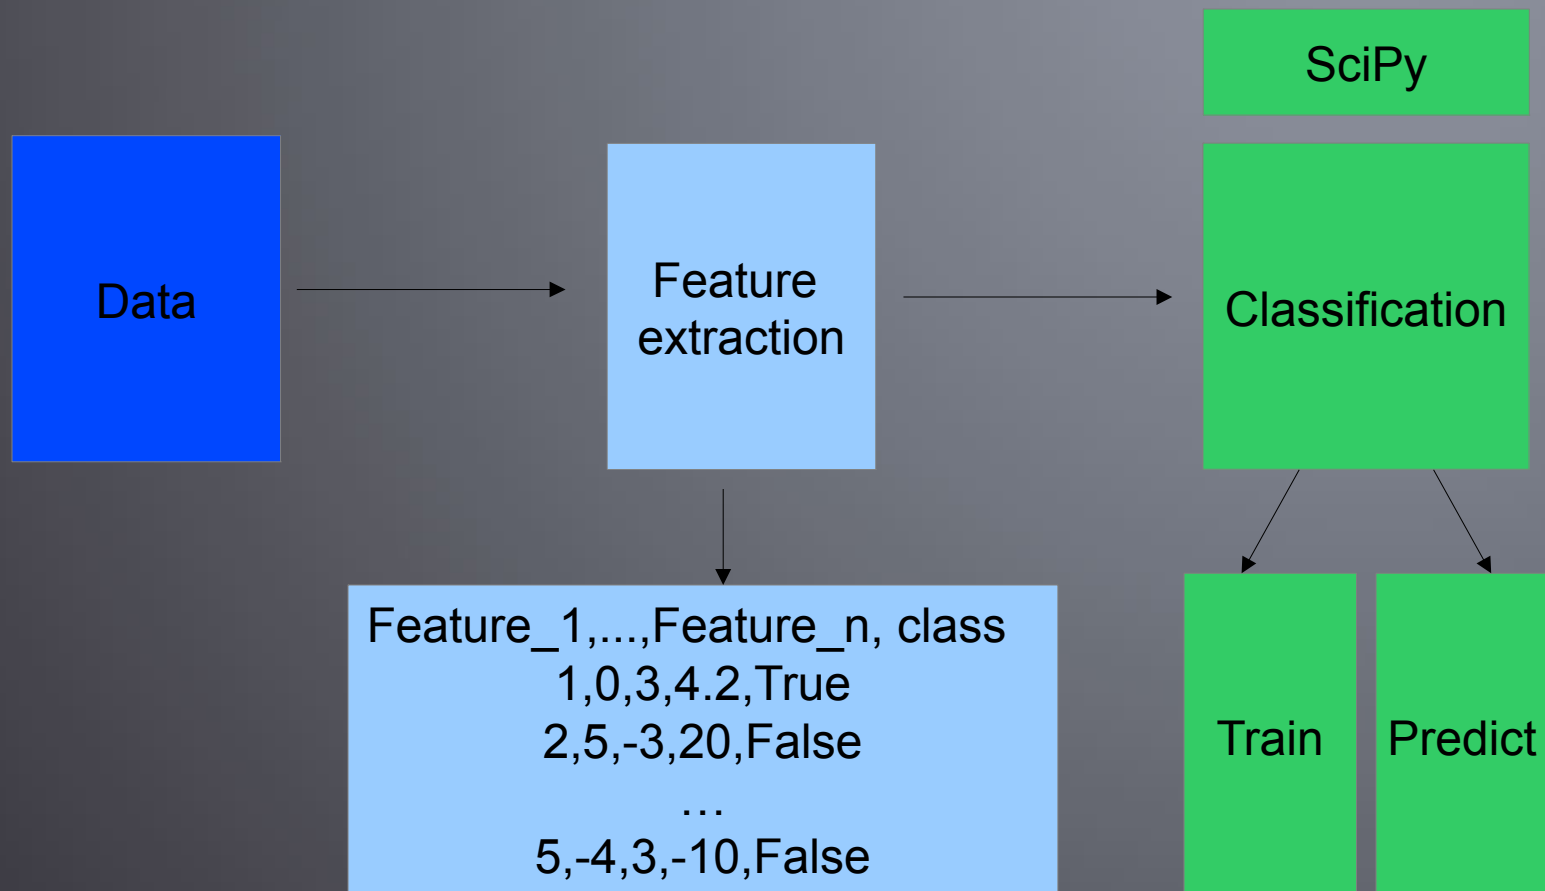 SciPy
Data
Feature
extraction
Classification
Feature_1,...,Feature_n, class
1,0,3,4.2,True
2,5,-3,20,False
...
5,-4,3,-10,False
Train
Predict